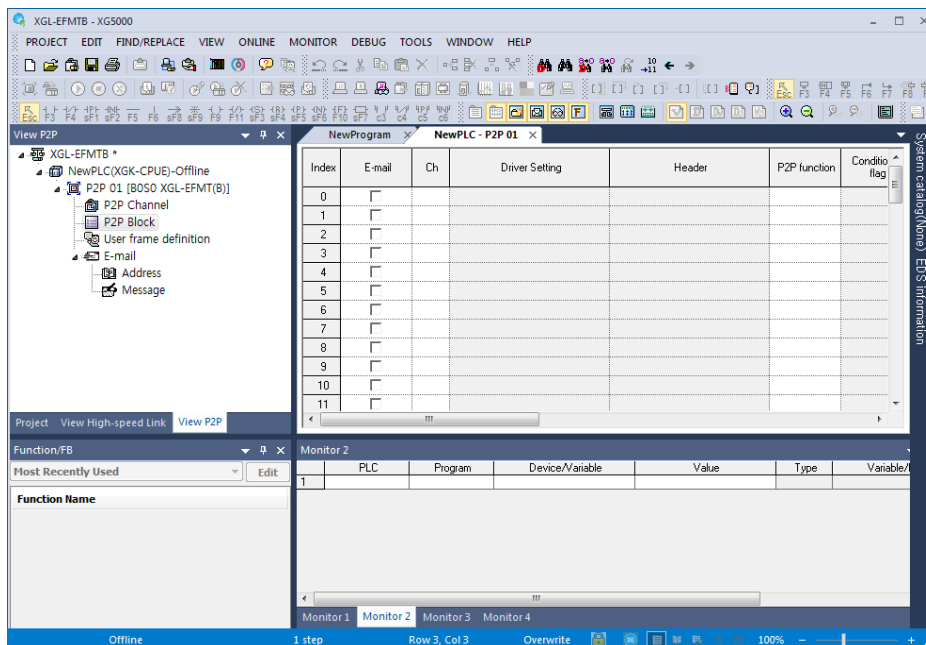 XGL-EFMTB - XG5000
PROJECT EDIT FIND/REPLACE VIEW ONLINE MONITOR DEBUG TOOLS WINDOW HELP
View P2P
XGL-EFMTB *
NewPLC(XGK-CPUE)-Offline
P2P 01 [B0S0 XGL-EFMT(B)]
P2P Channel
P2P Block
User frame definition
E-mail
Address
Message
Project View High-speed Link View P2P
NewProgram NewPLC - P2P 01
Index E-mail Ch Driver Setting Header P2P function Conditio
flag
0
1
2
3
4
5
6
7
8
9
10
11
System catalog(None) EDS information
Function/FB
Most Recently Used Edit
Function Name
Monitor 2
PLC Program Device/Variable Value Type Variable/
1
Monitor 1 Monitor 2 Monitor 3 Monitor 4
Offline 1 step Row 3, Col 3 Overwrite 100%